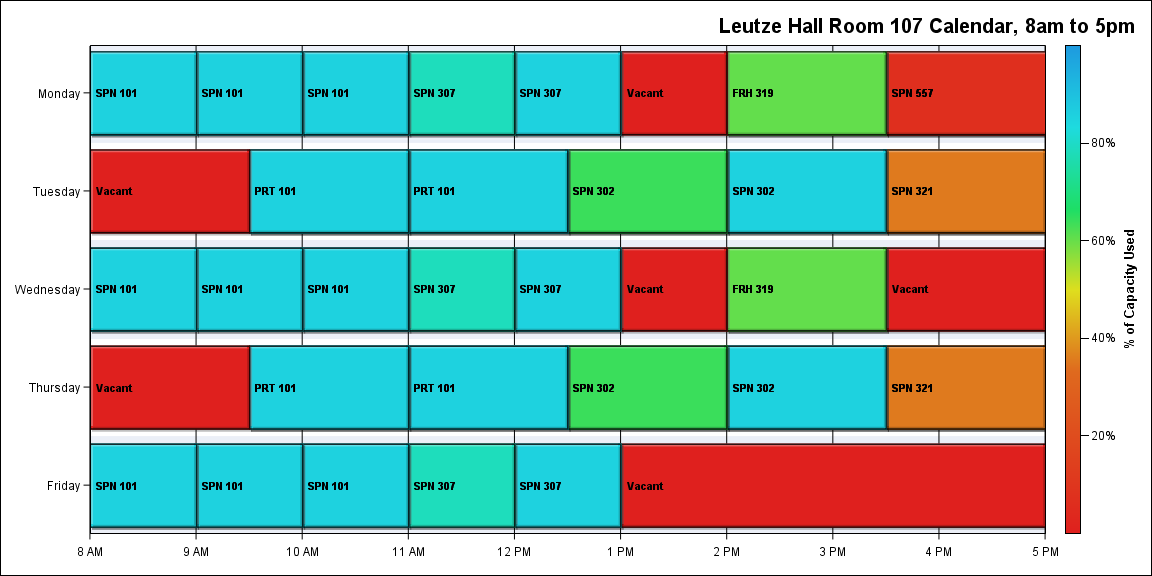 Leutze Hall Room 107 Calendar, 8am to 5pm
Monday
SPN 101
SPN 101
SPN 101
SPN 307
SPN 307
Vacant
FRH 319
SPN 557
Tuesday
Vacant
PRT 101
PRT 101
SPN 302
SPN 302
SPN 321
Wednesday
SPN 101
SPN 101
SPN 101
SPN 307
SPN 307
Vacant
FRH 319
Vacant
Thursday
Vacant
PRT 101
PRT 101
SPN 302
SPN 302
SPN 321
Friday
SPN 101
SPN 101
SPN 101
SPN 307
SPN 307
Vacant
8 AM
9 AM
10 AM
11 AM
12 PM
1 PM
2 PM
3 PM
4 PM
5 PM
80%
60%
40%
20%
% of Capacity Used